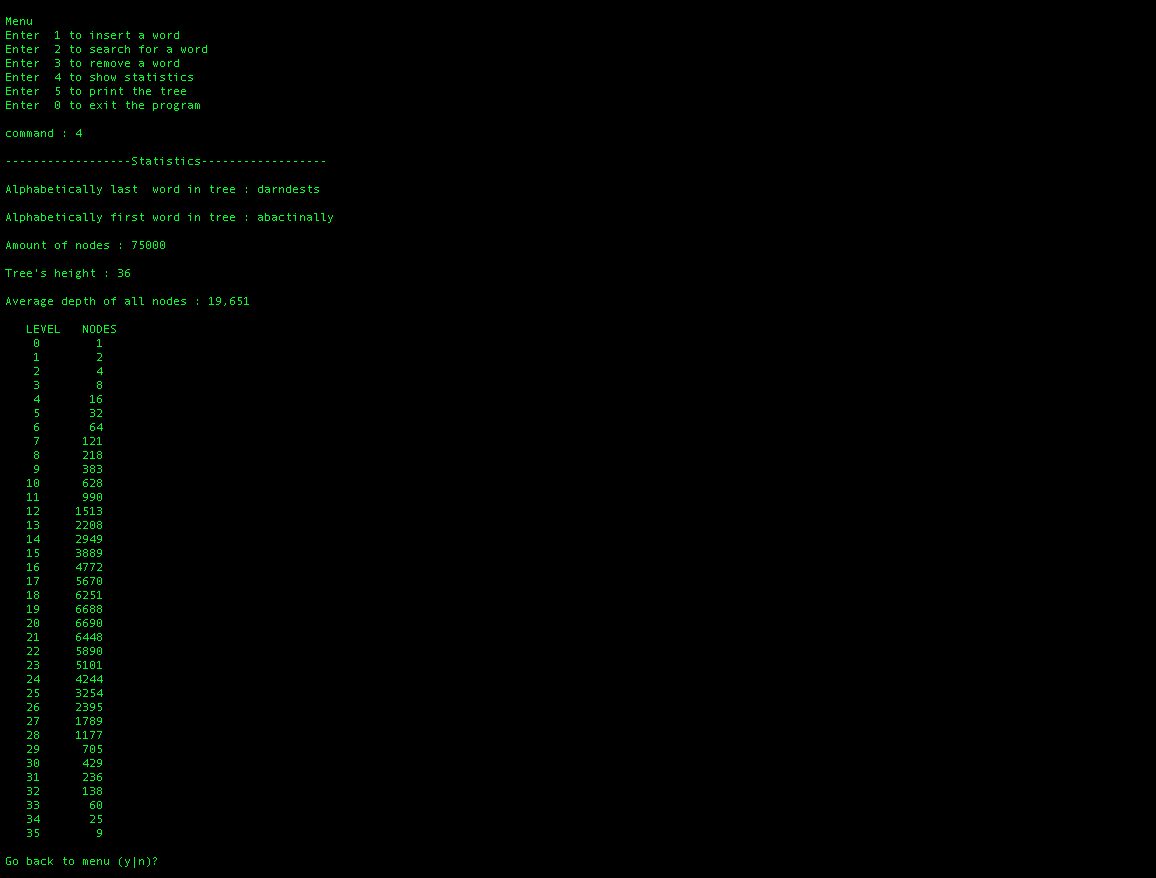 Menu
Enter  1 to insert a word
Enter  2 to search for a word
Enter  3 to remove a word
Enter  4 to show statistics
Enter  5 to print the tree
Enter  0 to exit the program
command : 4
------------------Statistics------------------
Alphabetically last  word in tree : darndests
Alphabetically first word in tree : abactinally
Amount of nodes : 75000
Tree's height : 36
Average depth of all nodes : 19,651
LEVEL   NODES
0        1
1        2
2        4
3        8
4       16
5       32
6       64
7      121
8      218
9      383
10      628
11      990
12     1513
13     2208
14     2949
15     3889
16     4772
17     5670
18     6251
19     6688
20     6690
21     6448
22     5890
23     5101
24     4244
25     3254
26     2395
27     1789
28     1177
29      705
30      429
31      236
32      138
33       60
34       25
35        9
Go back to menu (y|n)?